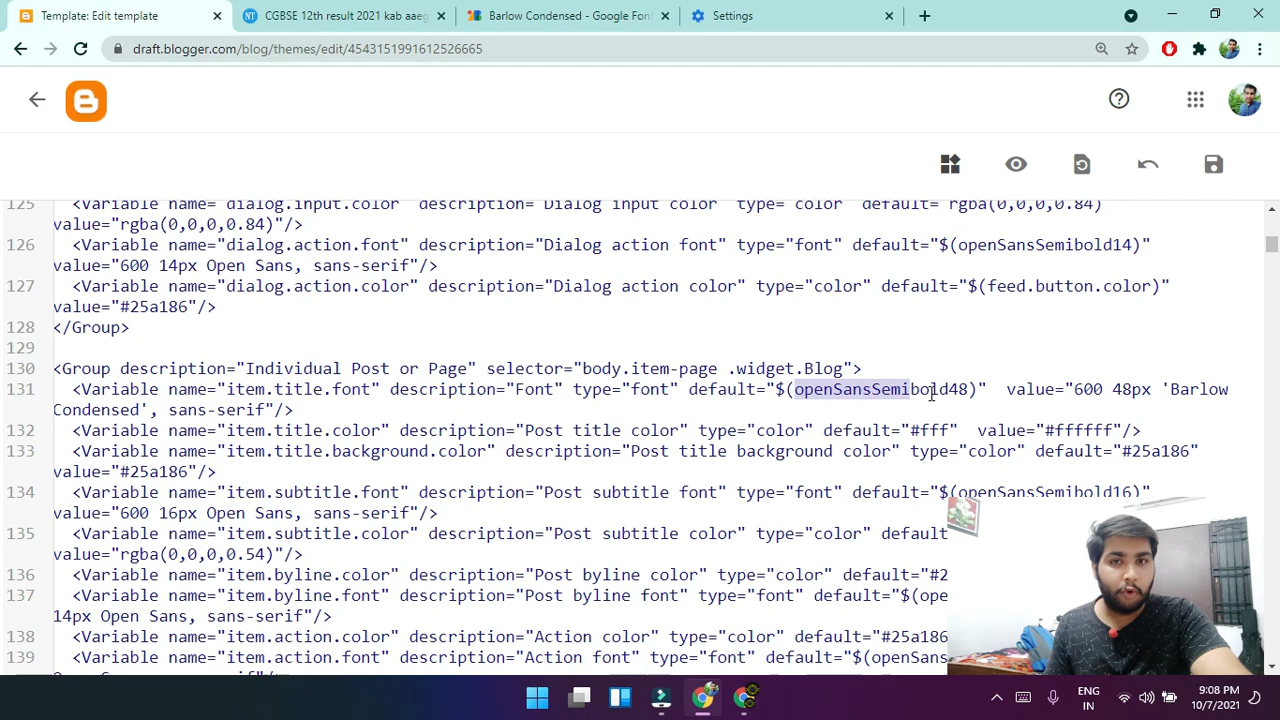 Template: Edit template
CGBSE 12th result 2021 kab aaeg
Barlow Condensed - Google Font
Settings
draft.blogger.com/blog/themes/edit/4543151991612526665
125 <Variable name="dialog.input.color" description="Dialog input color" type="color" default="rgba(0,0,0,0.84)"
value="rgba(0,0,0,0.84)"/>
126 <Variable name="dialog.action.font" description="Dialog action font" type="font" default="$(openSansSemibold14)"
value="600 14px Open Sans, sans-serif"/>
127 <Variable name="dialog.action.color" description="Dialog action color" type="color" default="$(feed.button.color)"
value="#25a186"/>
128 </Group>
129
130 <Group description="Individual Post or Page" selector="body.item-page .widget.Blog">
131 <Variable name="item.title.font" description="Font" type="font" default="$(openSansSemibold48)" value="600 48px 'Barlow
Condensed', sans-serif"/>
132 <Variable name="item.title.color" description="Post title color" type="color" default="#fff" value="#ffffff"/>
133 <Variable name="item.title.background.color" description="Post title background color" type="color" default="#25a186"
value="#25a186"/>
134 <Variable name="item.subtitle.font" description="Post subtitle font" type="font" default="$(openSansSemibold16)"
value="600 16px Open Sans, sans-serif"/>
135 <Variable name="item.subtitle.color" description="Post subtitle color" type="color" default
value="rgba(0,0,0,0.54)"/>
136 <Variable name="item.byline.color" description="Post byline color" type="color" default="#2
137 <Variable name="item.byline.font" description="Post byline font" type="font" default="$(ope
14px Open Sans, sans-serif"/>
138 <Variable name="item.action.color" description="Action color" type="color" default="#25a186
139 <Variable name="item.action.font" description="Action font" type="font" default="$(openSans
ENG
IN
9:08 PM
10/7/2021